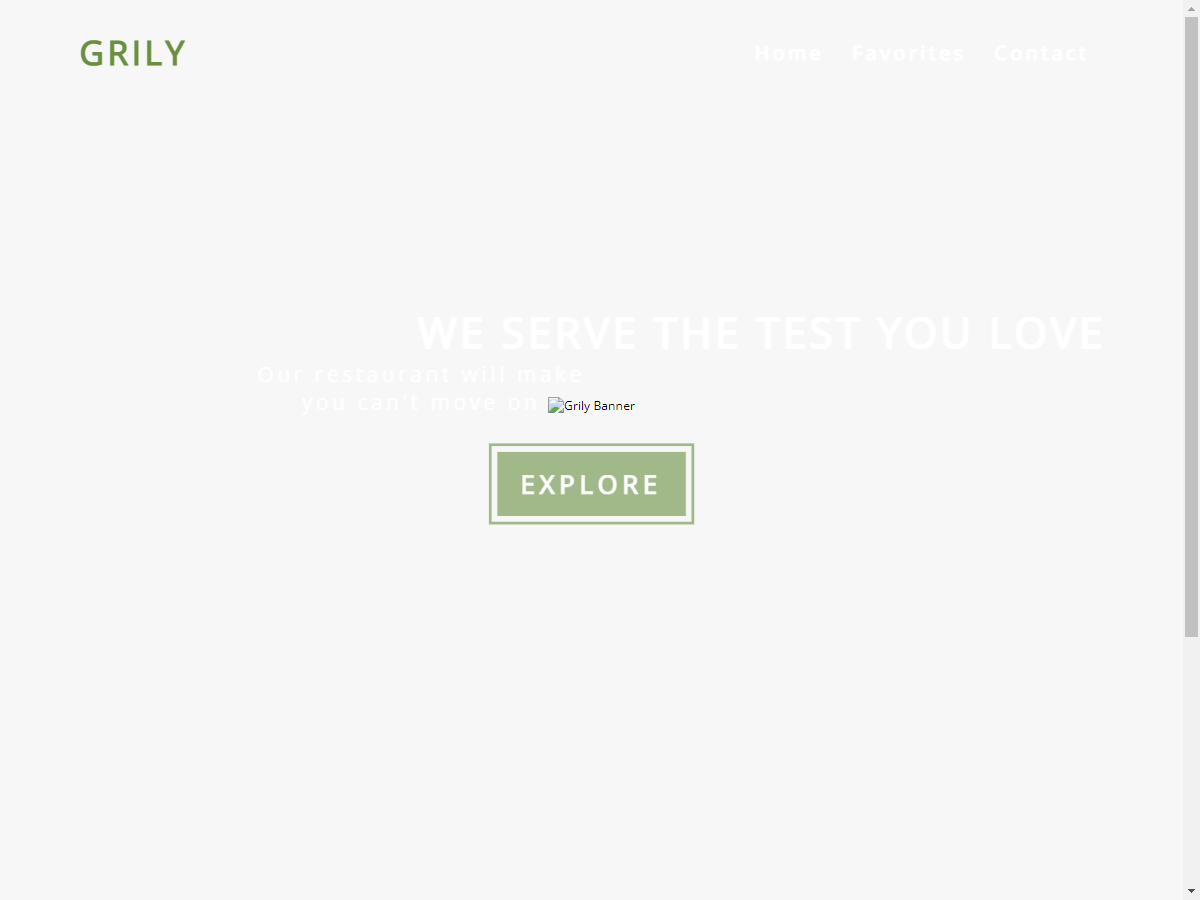 GRILY
Home Favorites Contact
WE SERVE THE TEST YOU LOVE
Our restaurant will make
you can't move on
Grily Banner
EXPLORE